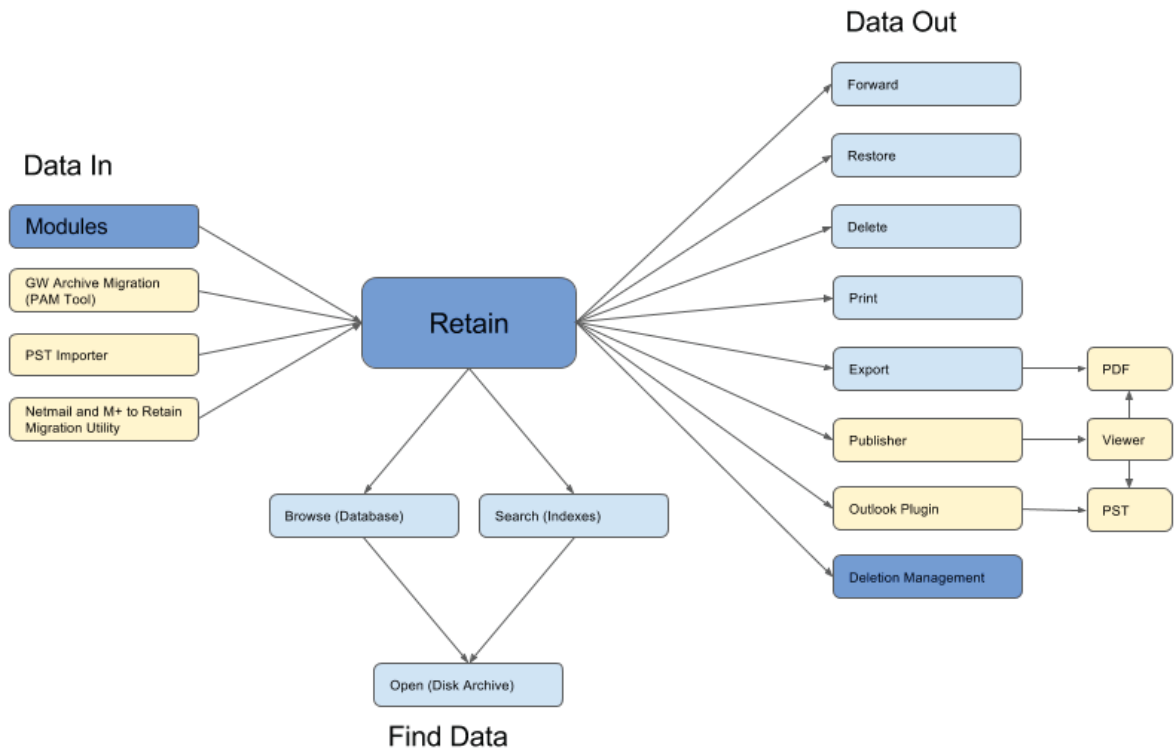 Data In
Modules
GW Archive Migration
(PAM Tool)
PST Importer
Netmail and M+ to Retain
Migration Utility
Retain
Browse (Database)
Search (Indexes)
Open (Disk Archive)
Find Data
Data Out
Forward
Restore
Delete
Print
Export
PDF
Publisher
Viewer
Outlook Plugin
PST
Deletion Management